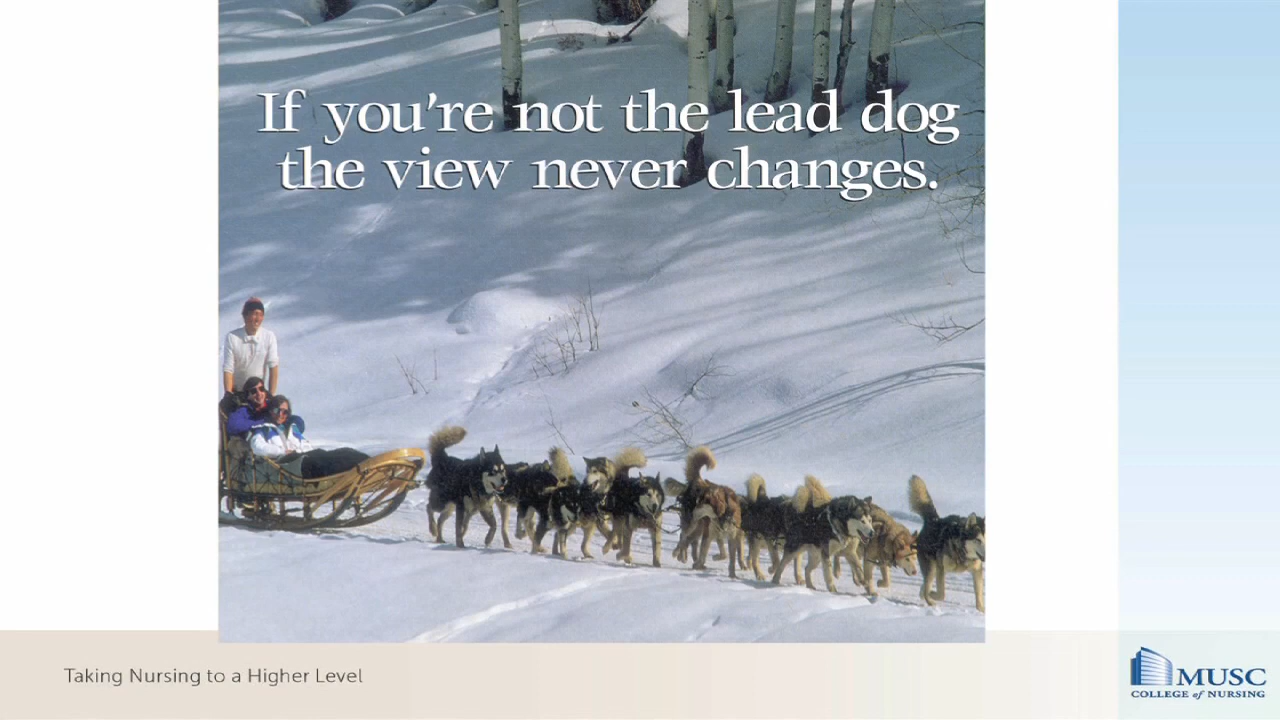 If you're not the lead dog
the view never changes.
Taking Nursing to a Higher Level
MUSC
COLLEGE of NURSING